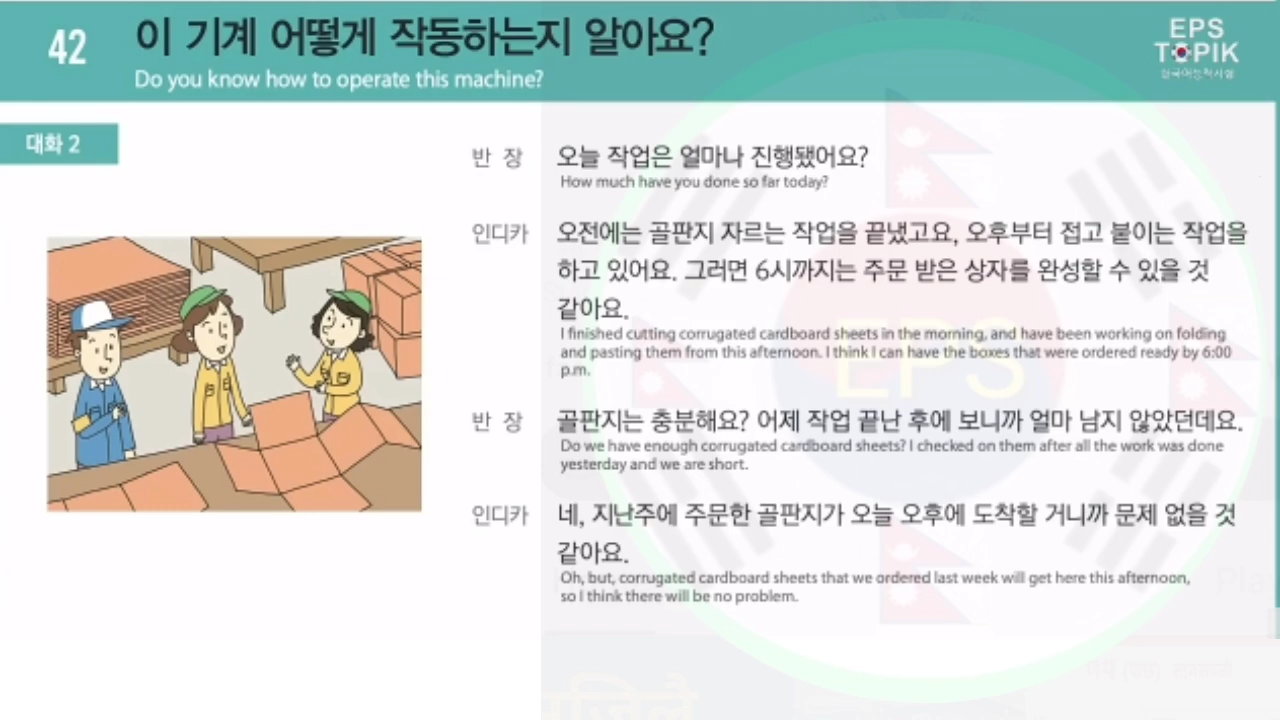 42
이 기계 어떻게 작동하는지 알아요?
Do you know how to operate this machine?
EPS
TOPIK
한국어능력시험
대화 2
반 장 오늘 작업은 얼마나 진행됐어요?
How much have you done so far today?
인디카 오전에는 골판지 자르는 작업을 끝냈고요, 오후부터 접고 붙이는 작업을
하고 있어요. 그러면 6시까지는 주문 받은 상자를 완성할 수 있을 것
같아요.
I finished cutting corrugated cardboard sheets in the morning, and have been working on folding
and pasting them from this afternoon. I think I can have the boxes that were ordered ready by 6:00
p.m.
반 장 골판지는 충분해요? 어제 작업 끝난 후에 보니까 얼마 남지 않았던데요.
Do we have enough corrugated cardboard sheets? I checked on them after all the work was done
yesterday and we are short.
인디카 네, 지난주에 주문한 골판지가 오늘 오후에 도착할 거니까 문제 없을 것
같아요.
Oh, but, corrugated cardboard sheets that we ordered last week will get here this afternoon,
so I think there will be no problem.
EPS